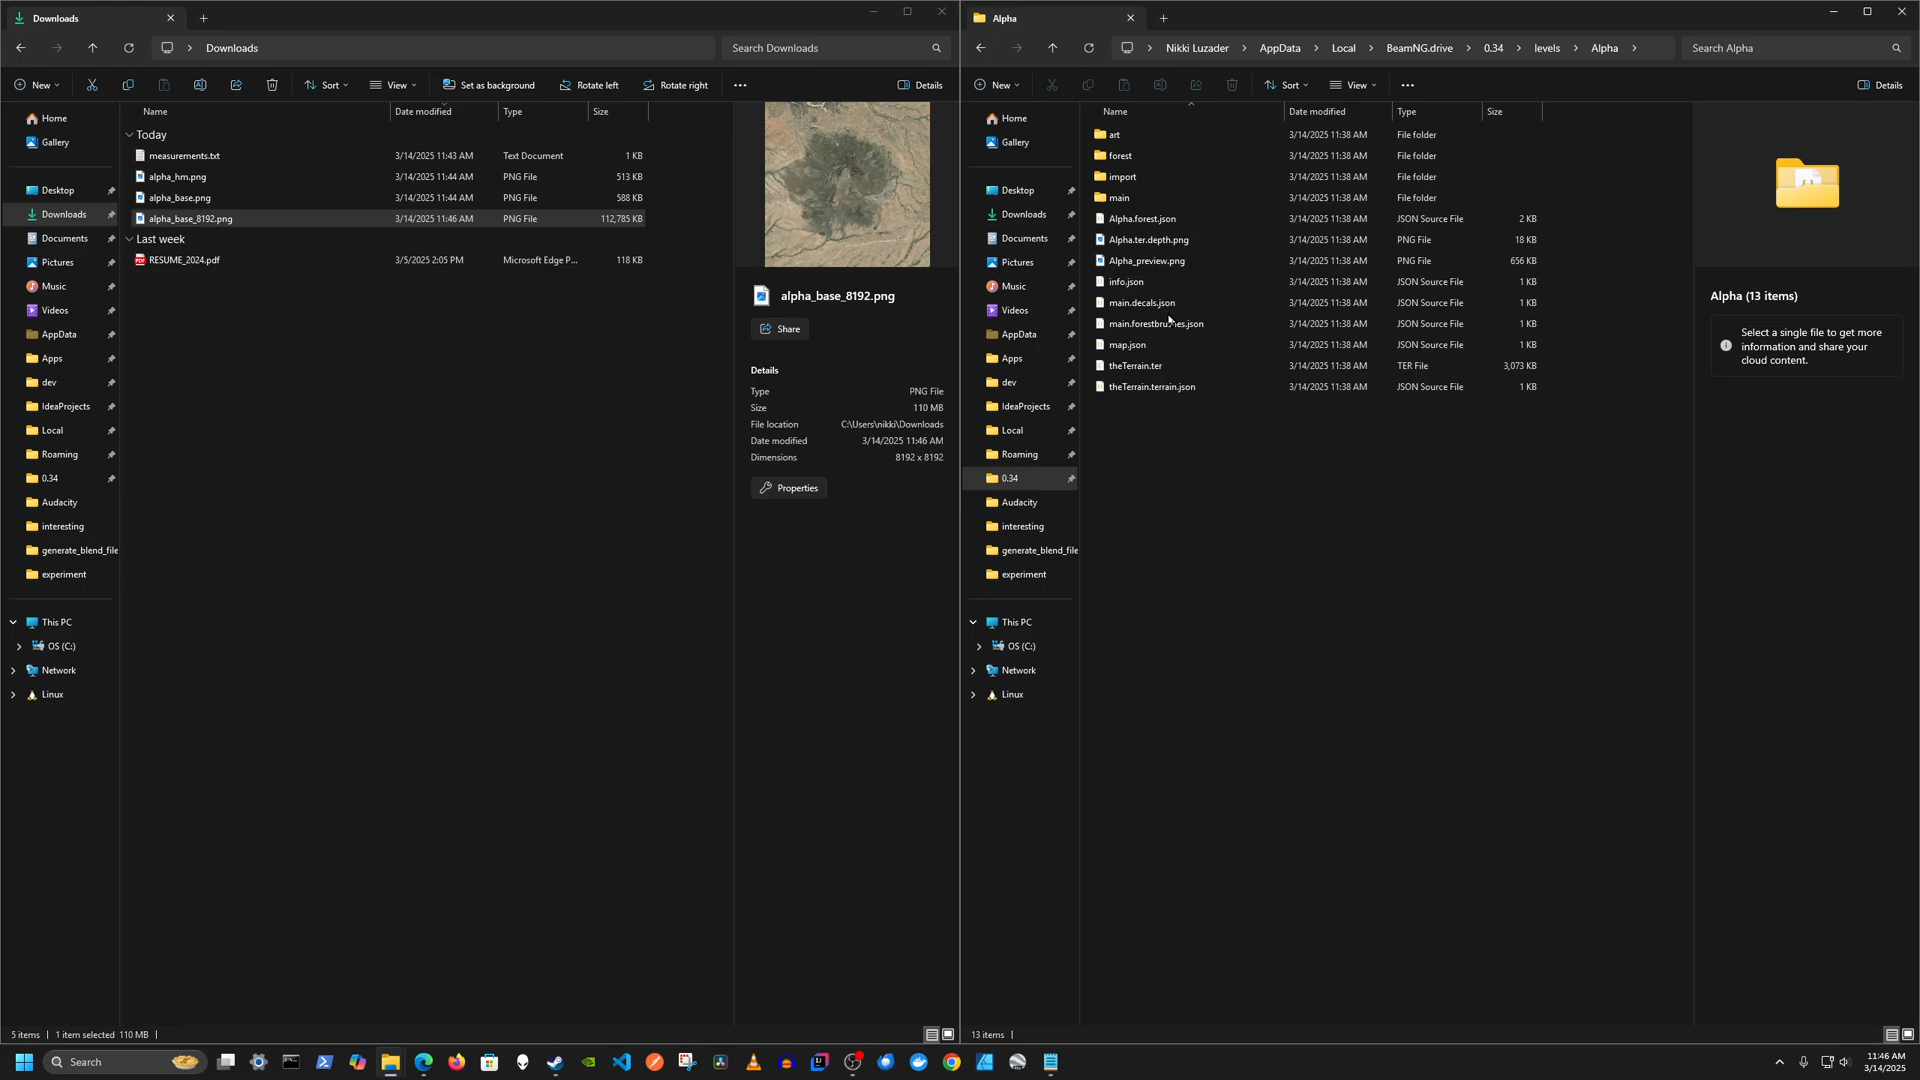 Downloads
Downloads
Search Downloads
New
Sort
View
Set as background
Rotate left
Rotate right
Details
Home
Gallery
Desktop
Downloads
Documents
Pictures
Music
Videos
AppData
Apps
dev
IdeaProjects
Local
Roaming
0.34
Audacity
interesting
generate_blend_file
experiment
This PC
OS (C:)
Network
Linux
Name Date modified Type Size
Today
measurements.txt 3/14/2025 11:43 AM Text Document 1 KB
alpha_hm.png 3/14/2025 11:44 AM PNG File 513 KB
alpha_base.png 3/14/2025 11:44 AM PNG File 588 KB
alpha_base_8192.png 3/14/2025 11:46 AM PNG File 112,785 KB
Last week
RESUME_2024.pdf 3/5/2025 2:05 PM Microsoft Edge P... 118 KB
alpha_base_8192.png
Share
Details
Type PNG File
Size 110 MB
File location C:\Users\nikki\Downloads
Date modified 3/14/2025 11:46 AM
Dimensions 8192 x 8192
Properties
5 items 1 item selected 110 MB
Alpha
Nikki Luzader AppData Local BeamNG.drive 0.34 levels Alpha
Search Alpha
New
Sort
View
Details
Home
Gallery
Desktop
Downloads
Documents
Pictures
Music
Videos
AppData
Apps
dev
IdeaProjects
Local
Roaming
0.34
Audacity
interesting
generate_blend_file
experiment
This PC
OS (C:)
Network
Linux
Name Date modified Type Size
art 3/14/2025 11:38 AM File folder
forest 3/14/2025 11:38 AM File folder
import 3/14/2025 11:38 AM File folder
main 3/14/2025 11:38 AM File folder
Alpha.forest.json 3/14/2025 11:38 AM JSON Source File 2 KB
Alpha.ter.depth.png 3/14/2025 11:38 AM PNG File 18 KB
Alpha_preview.png 3/14/2025 11:38 AM PNG File 656 KB
info.json 3/14/2025 11:38 AM JSON Source File 1 KB
main.decals.json 3/14/2025 11:38 AM JSON Source File 1 KB
main.forestbrushes.json 3/14/2025 11:38 AM JSON Source File 1 KB
map.json 3/14/2025 11:38 AM JSON Source File 1 KB
theTerrain.ter 3/14/2025 11:38 AM TER File 3,073 KB
theTerrain.terrain.json 3/14/2025 11:38 AM JSON Source File 1 KB
Alpha (13 items)
Select a single file to get more
information and share your
cloud content.
13 items
Search
11:46 AM
3/14/2025